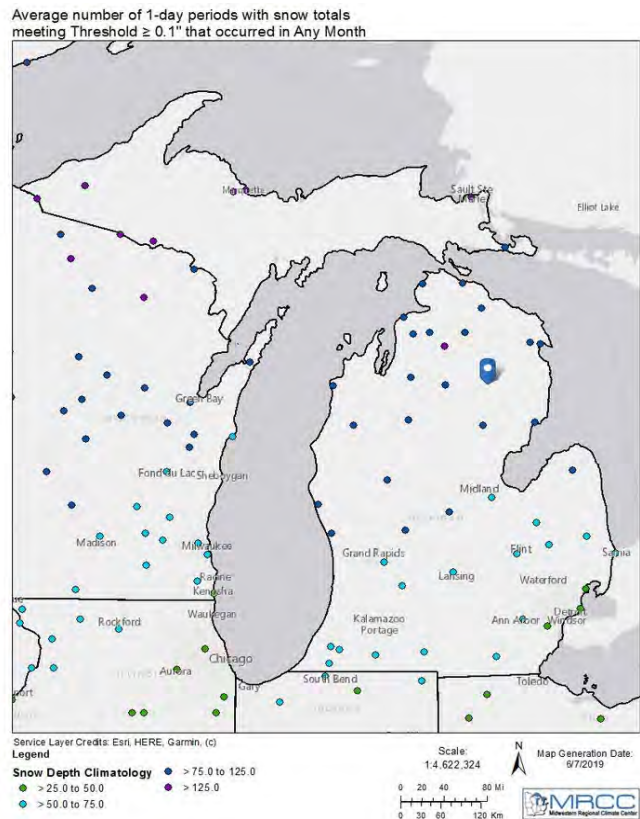 Average number of 1-day periods with snow totals
meeting Threshold ≥ 0.1" that occurred in Any Month
Sault Ste
Elliot Lake
Green Bay
Fond du Lac
Sheboygan
Midland
Madison
Milwaukee
Grand Rapids
Flint
Sarnia
Racine
Lansing
Waterford
Kenosha
Waukegan
Rockford
Kalamazoo
Portage
Ann Arbor
Detroit
Windsor
Chicago
Aurora
Gary
South Bend
Toledo
port
Service Layer Credits: Esri, HERE, Garmin, (c)
Legend
Snow Depth Climatology
> 25.0 to 50.0
> 50.0 to 75.0
> 75.0 to 125.0
> 125.0
Scale:
1:4,622,324
N
Map Generation Date:
6/7/2019
0 20 40 80 Mi
0 30 60 120 Km
MRCC
Midwestern Regional Climate Center